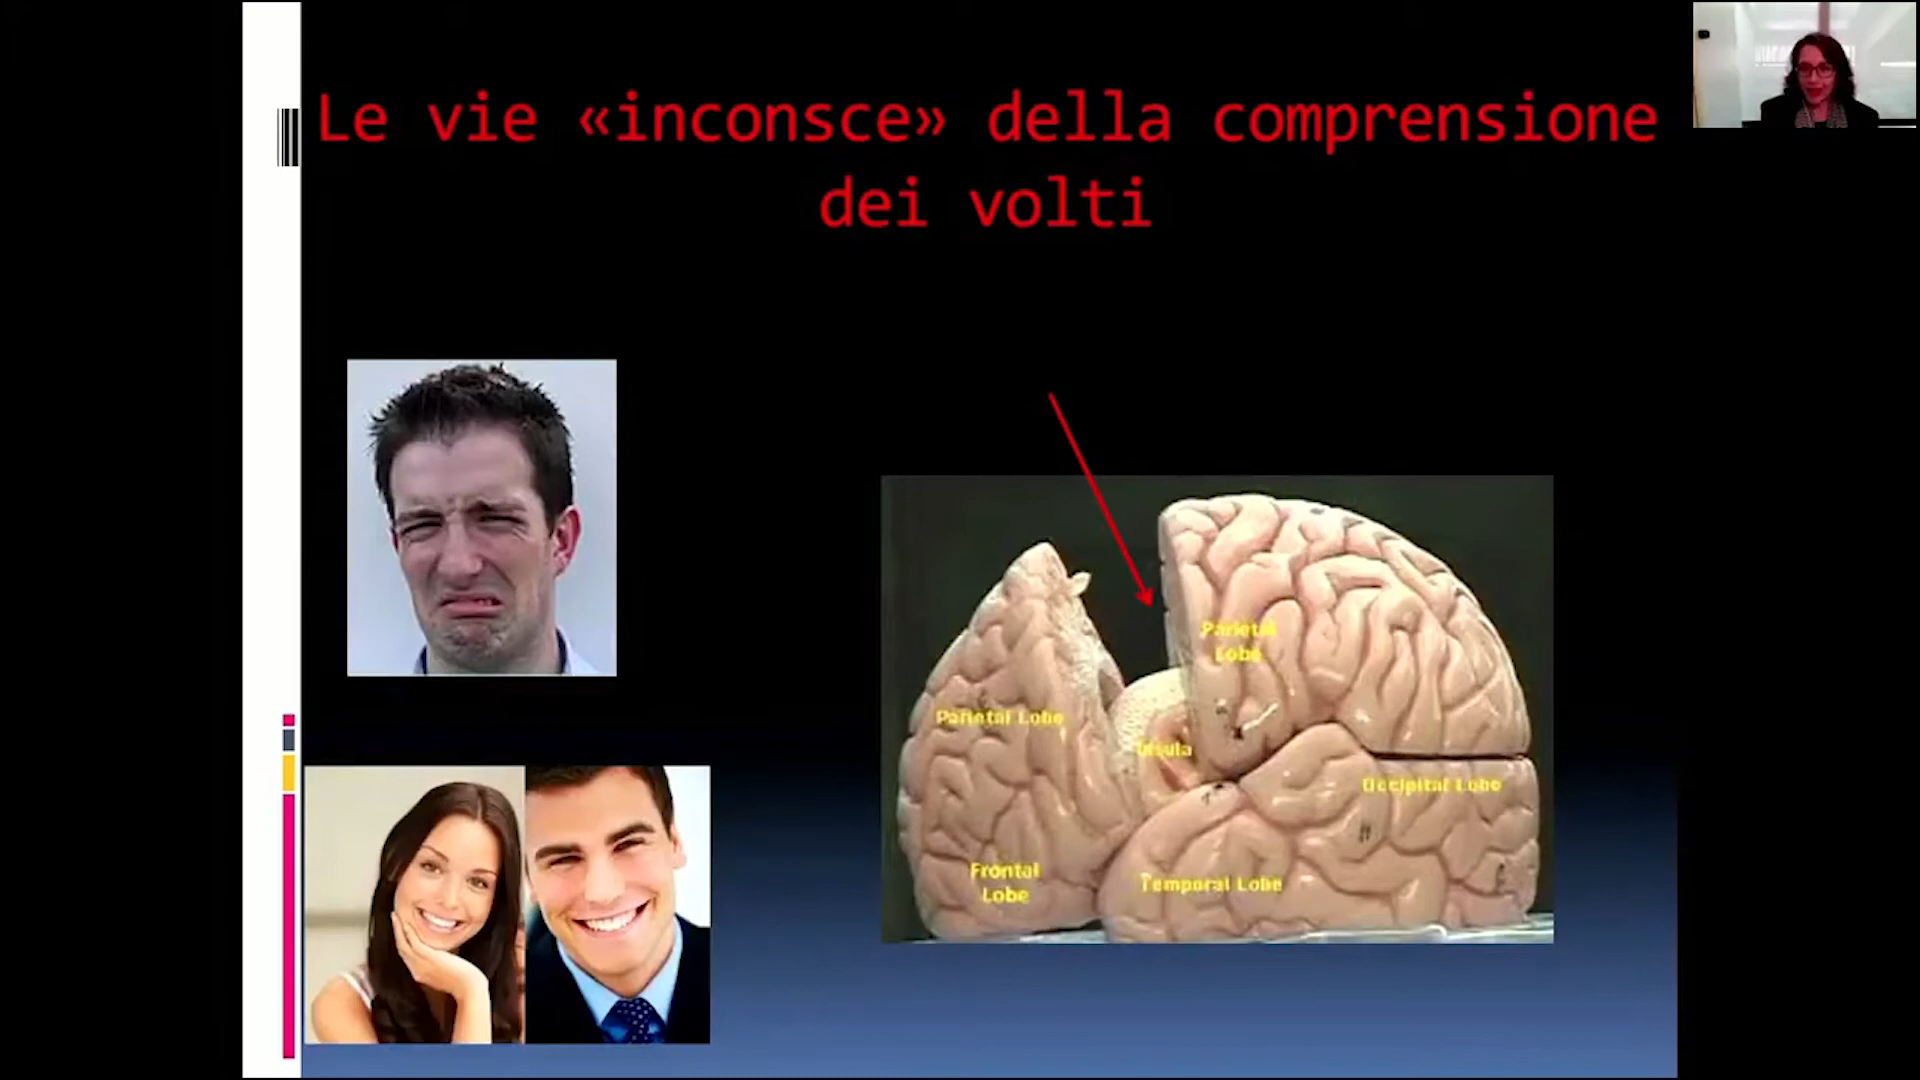 Le vie «inconsce» della comprensione
dei volti
Parietal
Lobe
Parietal Lobe
Insula
Occipital Lobe
Frontal
Lobe
Temporal Lobe